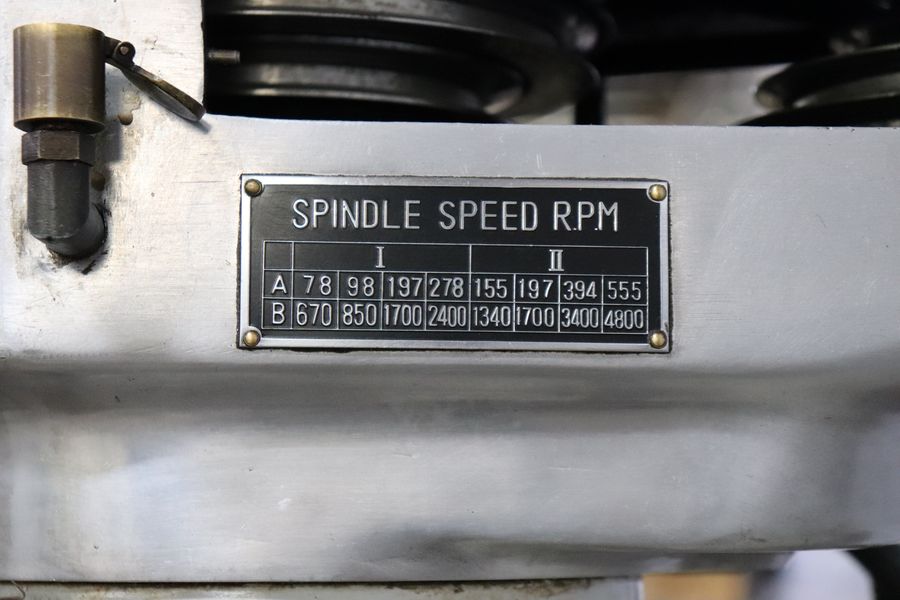 SPINDLE SPEED R.P.M
I II
A 78 98 197 278 155 197 394 555
B 670 850 1700 2400 1340 1700 3400 4800